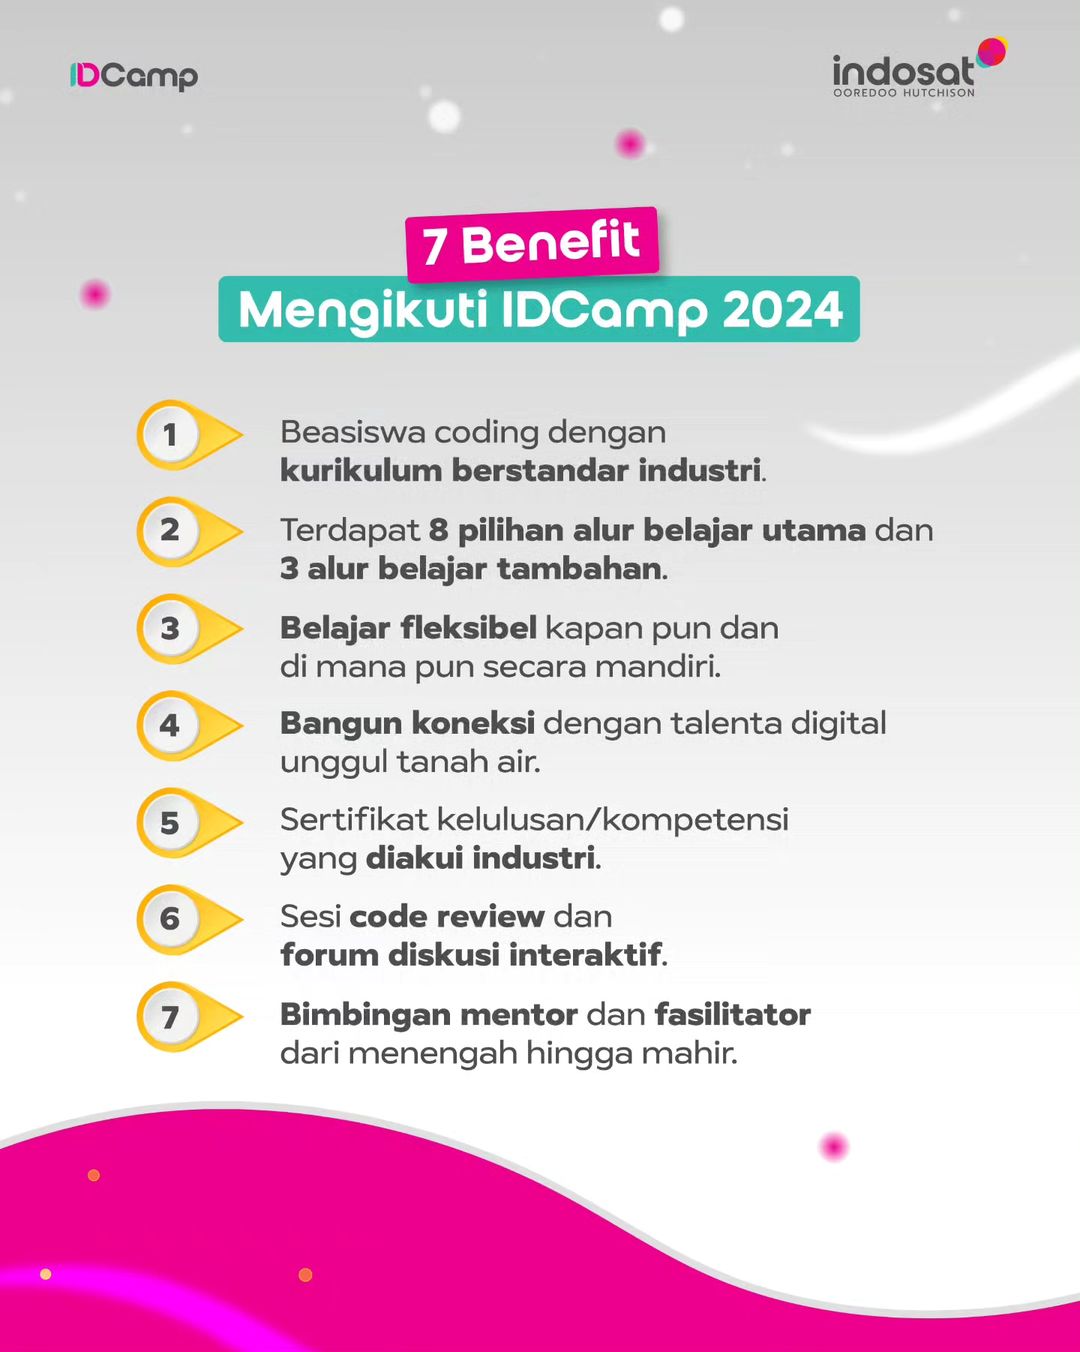 IDCamp
indosat
OOREDOO HUTCHISON
7 Benefit
Mengikuti IDCamp 2024
1
Beasiswa coding dengan
kurikulum berstandar industri.
2
Terdapat 8 pilihan alur belajar utama dan
3 alur belajar tambahan.
3
Belajar fleksibel kapan pun dan
di mana pun secara mandiri.
4
Bangun koneksi dengan talenta digital
unggul tanah air.
5
Sertifikat kelulusan/kompetensi
yang diakui industri.
6
Sesi code review dan
forum diskusi interaktif.
7
Bimbingan mentor dan fasilitator
dari menengah hingga mahir.